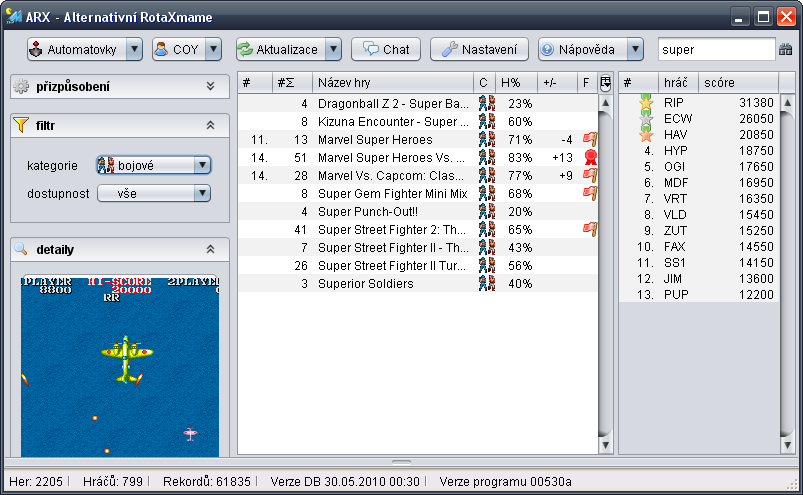 ARX - Alternativní RotaXmame
Automatovky COY Aktualizace Chat Nastavení Nápověda super
přizpůsobení
filtr
kategorie bojové
dostupnost vše
detaily
1PLAYER HI-SCORE 2PLAYER
8800 20000
RR
# #Σ Název hry C H% +/- F
4 Dragonball Z 2 - Super Ba... 23%
8 Kizuna Encounter - Super ... 60%
11. 13 Marvel Super Heroes 71% -4
14. 51 Marvel Super Heroes Vs. ... 83% +13
14. 28 Marvel Vs. Capcom: Clas... 77% +9
8 Super Gem Fighter Mini Mix 68%
4 Super Punch-Out!! 20%
41 Super Street Fighter 2: Th... 65%
7 Super Street Fighter II - Th... 43%
26 Super Street Fighter II Tur... 56%
3 Superior Soldiers 40%
# hráč scóre
RIP 31380
ECW 26050
HAV 20850
4. HYP 18750
5. OGI 17650
6. MDF 16950
7. VRT 16350
8. VLD 15450
9. ZUT 15250
10. FAX 14550
11. SS1 14150
12. JIM 13600
13. PUP 12200
Her: 2205 Hráčů: 799 Rekordů: 61835 Verze DB 30.05.2010 00:30 Verze programu 00530a